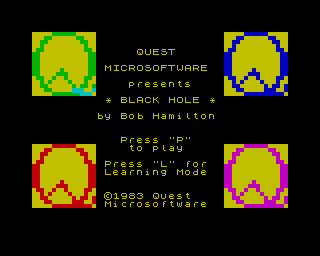 QUEST
MICROSOFTWARE
presents
* BLACK HOLE *
by Bob Hamilton
Press "P"
to play
Press "L" for
Learning Mode
©1983 Quest
Microsoftware